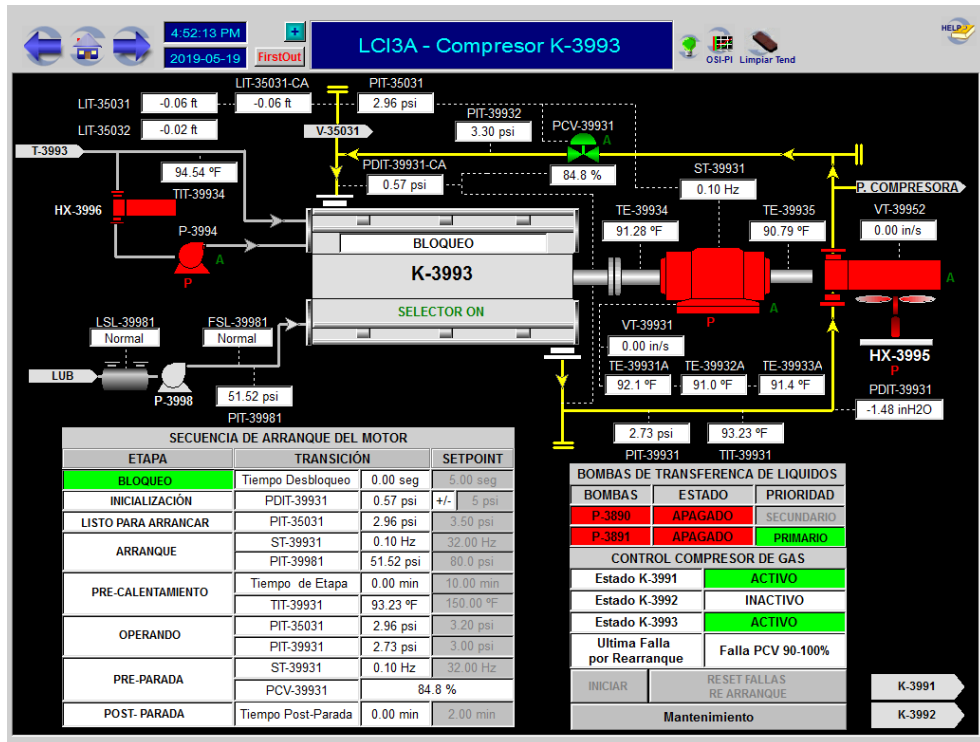 4:52:13 PM
2019-05-19
+
FirstOut
LCI3A - Compresor K-3993
OSI-PI
Limpiar Tend
HELP
LIT-35031
-0.06 ft
LIT-35031-CA
-0.06 ft
PIT-35031
2.96 psi
LIT-35032
-0.02 ft
V-35031
PIT-39932
3.30 psi
PCV-39931
A
84.8 %
T-3993
94.54 ºF
TIT-39934
PDIT-39931-CA
0.57 psi
ST-39931
0.10 Hz
P. COMPRESORA
HX-3996
P-3994
A
P
TE-39934
91.28 ºF
TE-39935
90.79 ºF
VT-39952
0.00 in/s
BLOQUEO
K-3993
SELECTOR ON
P
A
A
HX-3995
P
LSL-39981
Normal
FSL-39981
Normal
VT-39931
0.00 in/s
TE-39931A
92.1 ºF
TE-39932A
91.0 ºF
TE-39933A
91.4 ºF
PDIT-39931
-1.48 inH2O
LUB
P-3998
51.52 psi
PIT-39981
2.73 psi
PIT-39931
93.23 ºF
TIT-39931
SECUENCIA DE ARRANQUE DEL MOTOR
ETAPA TRANSICIÓN SETPOINT
BLOQUEO Tiempo Desbloqueo 0.00 seg 5.00 seg
INICIALIZACIÓN PDIT-39931 0.57 psi +/- 5 psi
LISTO PARA ARRANCAR PIT-35031 2.96 psi 3.50 psi
ARRANQUE ST-39931 0.10 Hz 32.00 Hz
PIT-39981 51.52 psi 80.0 psi
PRE-CALENTAMIENTO Tiempo de Etapa 0.00 min 10.00 min
TIT-39931 93.23 ºF 150.00 ºF
OPERANDO PIT-35031 2.96 psi 3.20 psi
PIT-39931 2.73 psi 3.00 psi
PRE-PARADA ST-39931 0.10 Hz 32.00 Hz
PCV-39931 84.8 %
POST- PARADA Tiempo Post-Parada 0.00 min 2.00 min
BOMBAS DE TRANSFERENCA DE LIQUIDOS
BOMBAS ESTADO PRIORIDAD
P-3890 APAGADO SECUNDARIO
P-3891 APAGADO PRIMARIO
CONTROL COMPRESOR DE GAS
Estado K-3991 ACTIVO
Estado K-3992 INACTIVO
Estado K-3993 ACTIVO
Ultima Falla
por Rearranque
Falla PCV 90-100%
INICIAR
RESET FALLAS
RE ARRANQUE
Mantenimiento
K-3991
K-3992